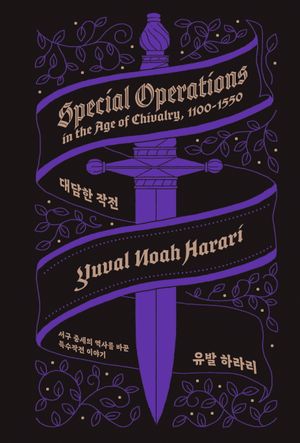 Special Operations
in the Age of Chivalry, 1100-1550
대담한 작전
Yuval Noah Harari
서구 중세의 역사를 바꾼
특수작전 이야기
유발 하라리